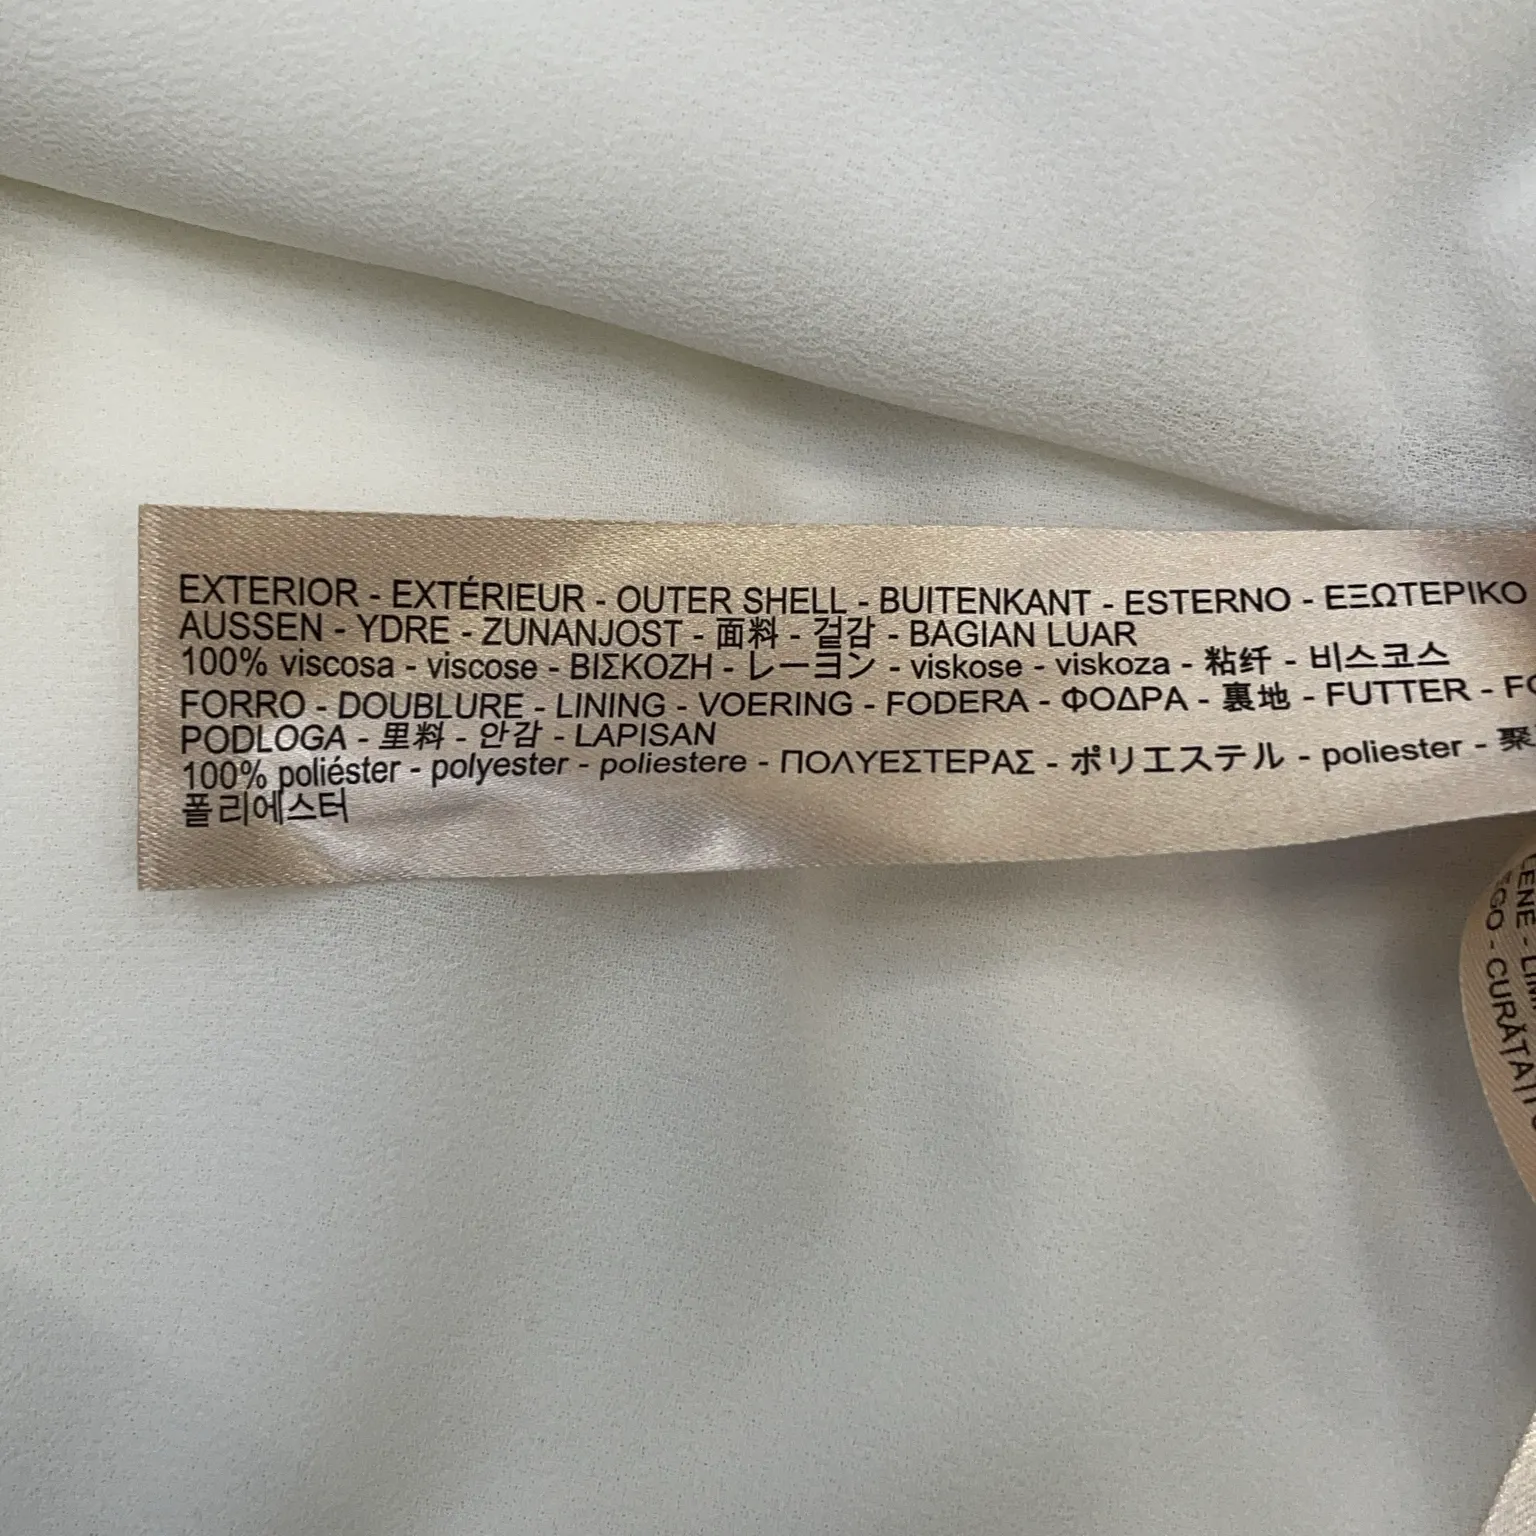 EXTERIOR - EXTÉRIEUR - OUTER SHELL - BUITENKANT - ESTERNO - ΕΞΩΤΕΡΙΚΟ
AUSSEN - YDRE - ZUNANJOST - 面料 - 겉감 - BAGIAN LUAR
100% viscosa - viscose - ΒΙΣΚΟΖΗ - レーヨン - viskose - viskoza - 粘纤 - 비스코스
FORRO - DOUBLURE - LINING - VOERING - FODERA - ΦΟΔΡΑ - 裏地 - FUTTER -
PODLOGA - 里料 - 안감 - LAPISAN
100% poliéster - polyester - poliestere - ΠΟΛΥΕΣΤΕΡΑΣ - ポリエステル - poliester -
폴리에스터